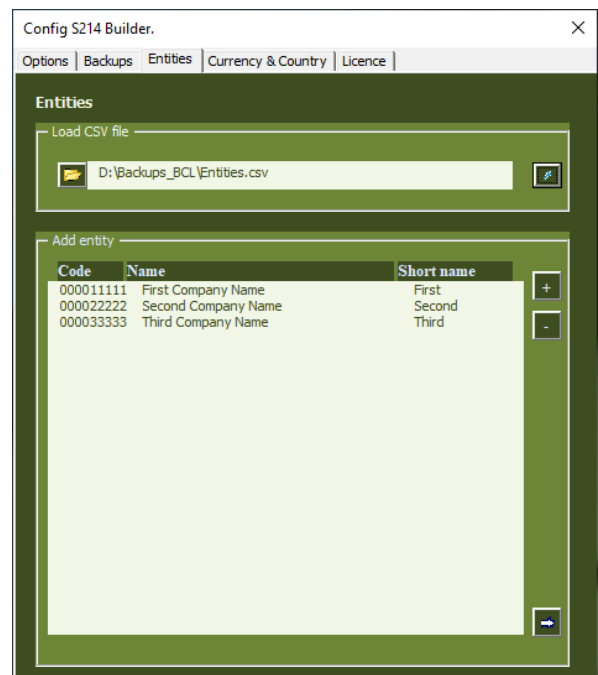 Config S214 Builder.
Options Backups Entities Currency & Country Licence
Entities
Load CSV file
D:\Backups_BCL\Entities.csv
Add entity
Code Name Short name
000011111 First Company Name First
000022222 Second Company Name Second
000033333 Third Company Name Third
+
-